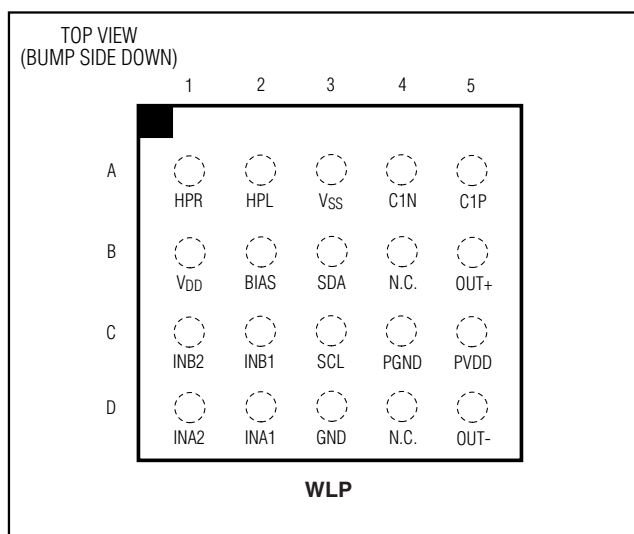 TOP VIEW
(BUMP SIDE DOWN)
1 2 3 4 5
A
HPR HPL VSS C1N C1P
B
VDD BIAS SDA N.C. OUT+
C
INB2 INB1 SCL PGND PVDD
D
INA2 INA1 GND N.C. OUT-
WLP